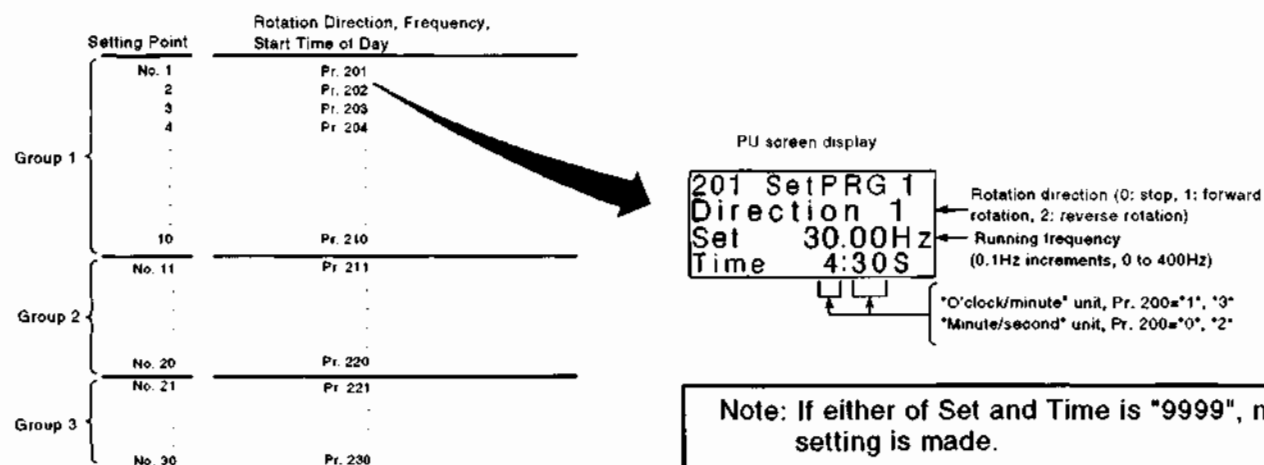 Rotation Direction, Frequency,
Setting Point Start Time of Day
No. 1 Pr. 201
2 Pr. 202
3 Pr. 203
4 Pr. 204
Group 1
10 Pr. 210
No. 11 Pr. 211
Group 2
No. 20 Pr. 220
No. 21 Pr. 221
Group 3
No. 30 Pr. 230
PU screen display
201 SetPRG 1
Direction 1
Set 30.00Hz
Time 4:30S
Rotation direction (0: stop, 1: forward
rotation, 2: reverse rotation)
Running frequency
(0.1Hz increments, 0 to 400Hz)
"O'clock/minute" unit, Pr. 200="1", "3"
"Minute/second" unit, Pr. 200="0", "2"
Note: If either of Set and Time is "9999",
setting is made.